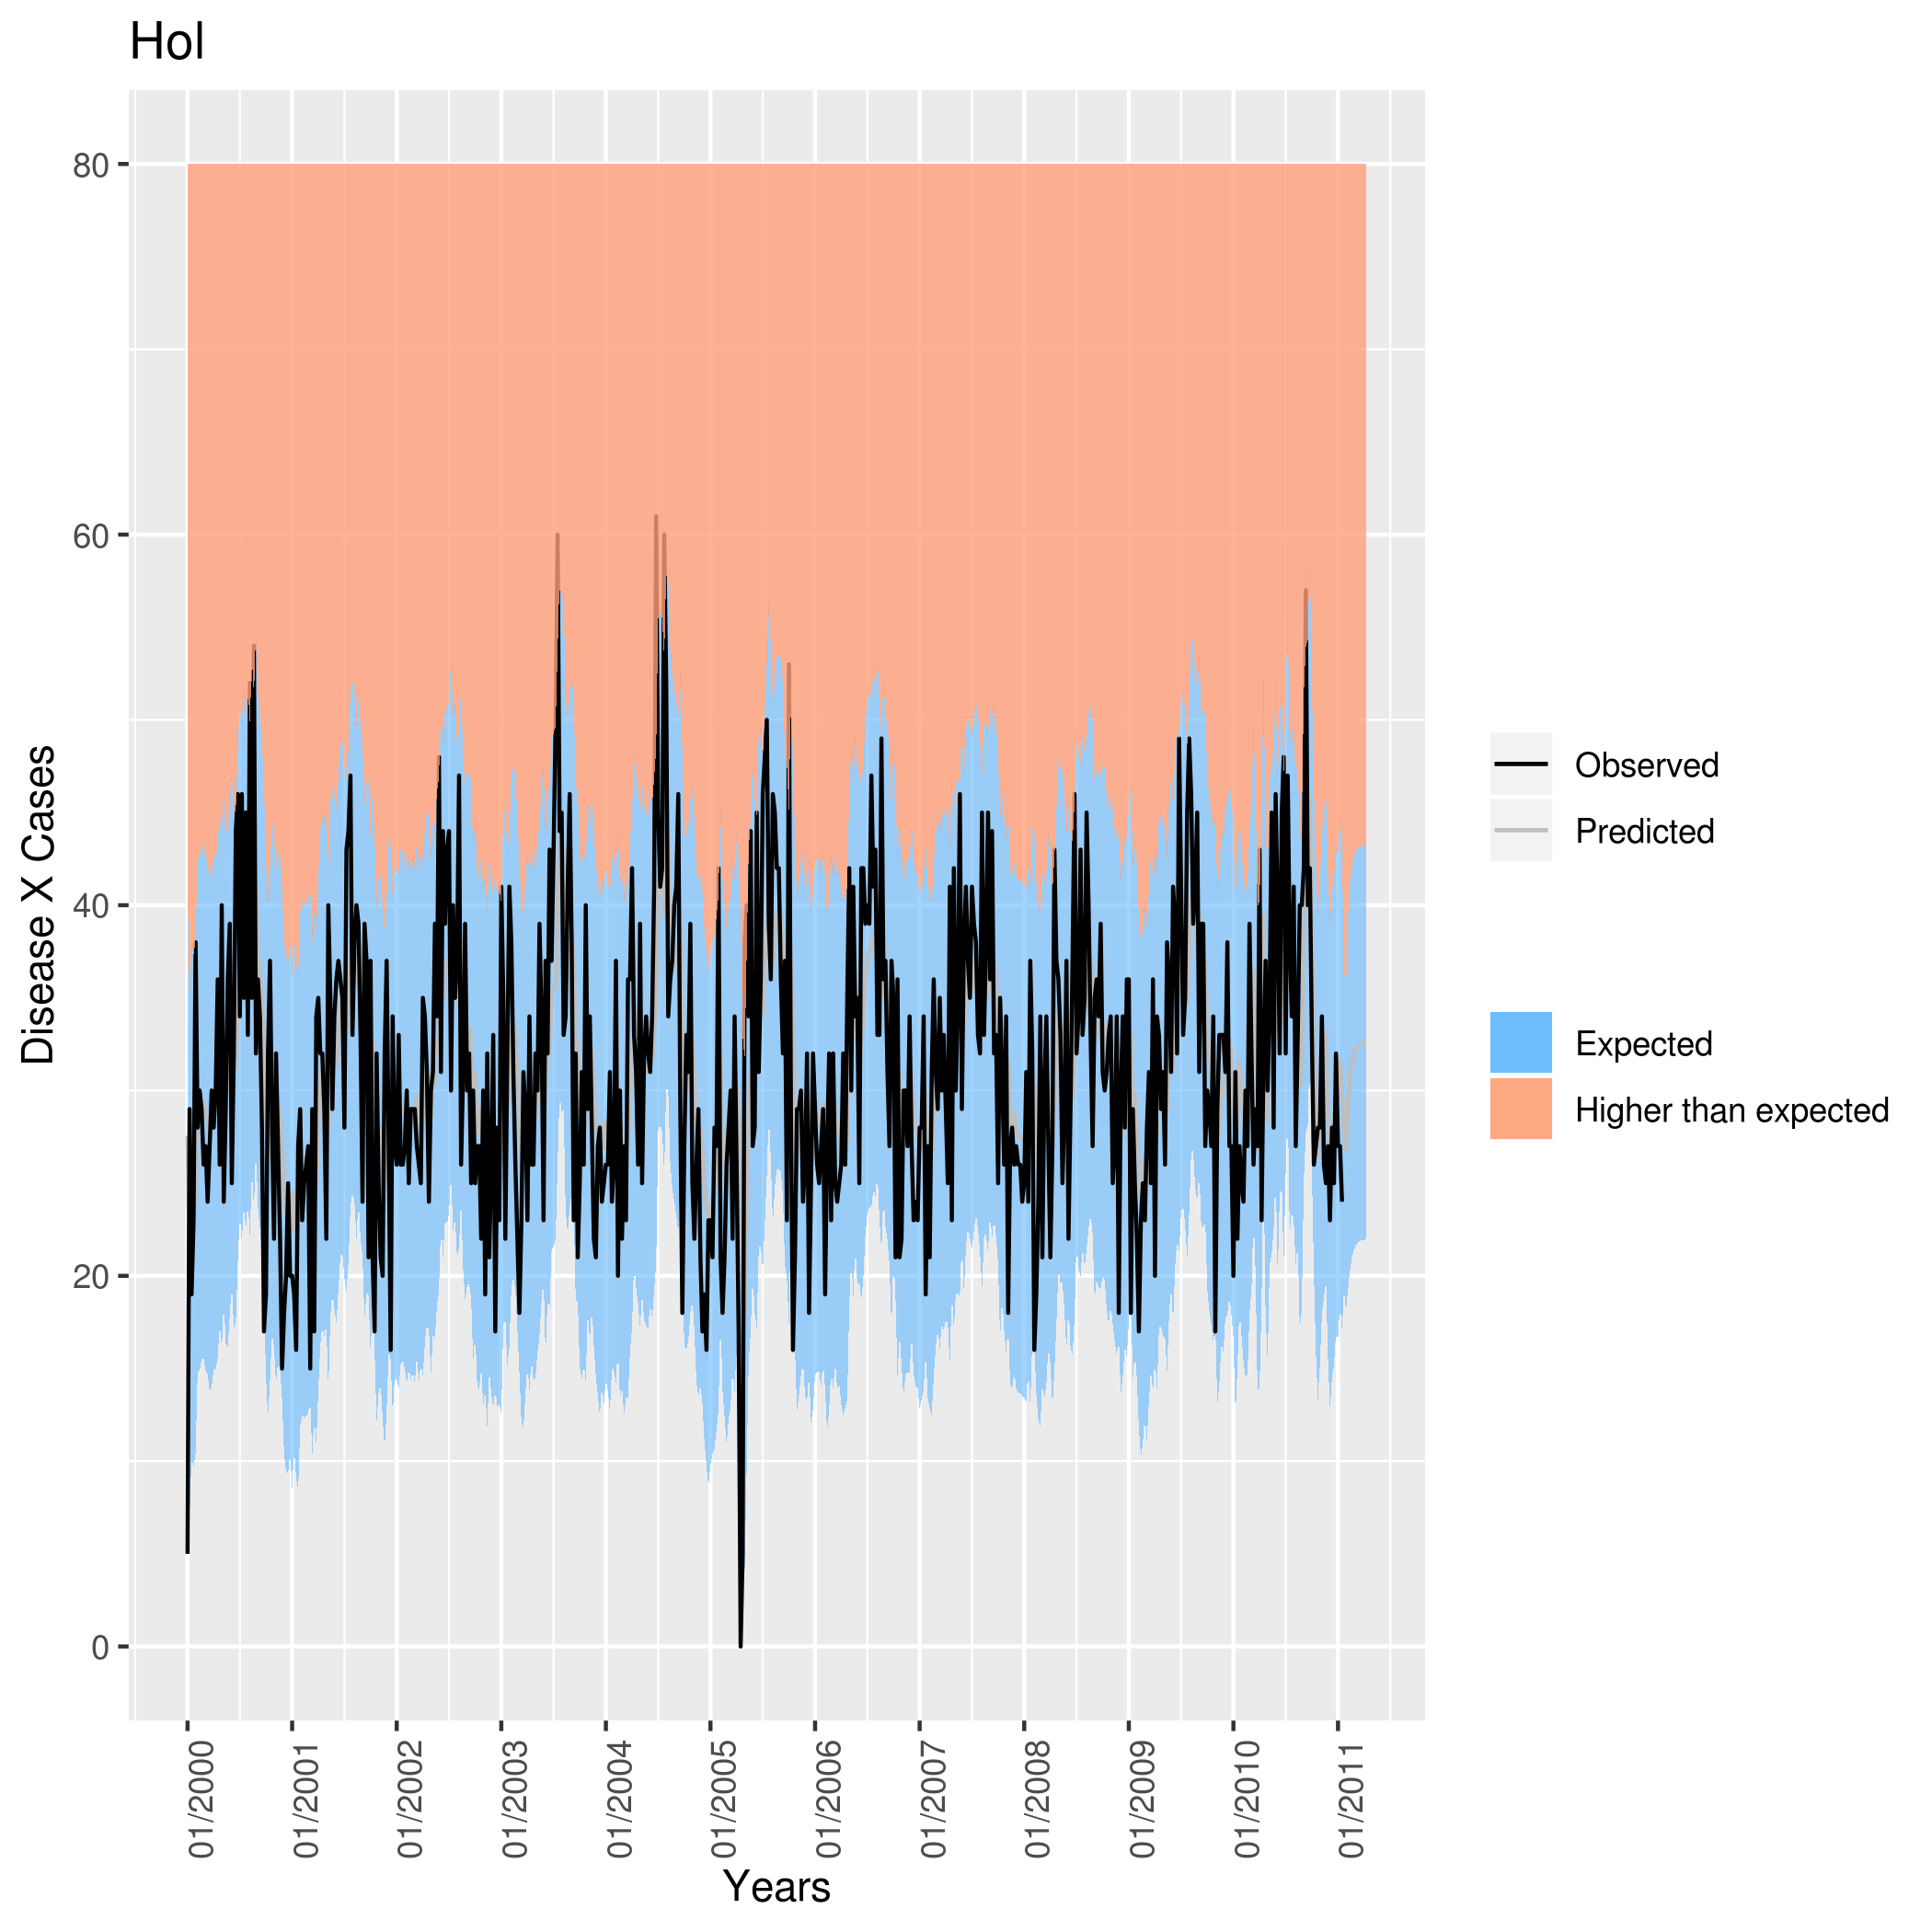 Hol
80
60
40
20
0
Disease X Cases
01/2000
01/2001
01/2002
01/2003
01/2004
01/2005
01/2006
01/2007
01/2008
01/2009
01/2010
01/2011
Years
Observed
Predicted
Expected
Higher than expected